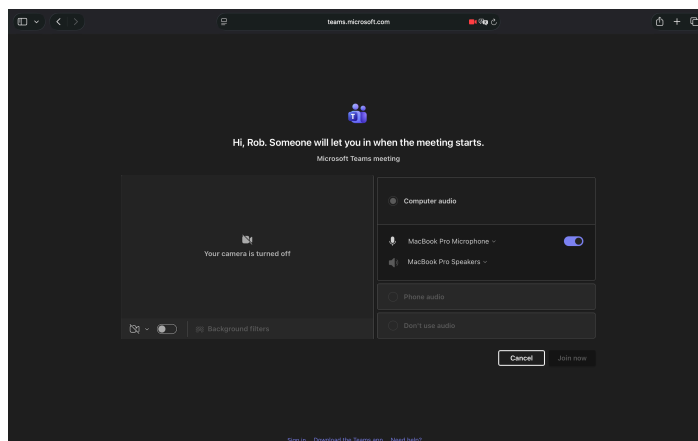 teams.microsoft.com
T
Hi, Rob. Someone will let you in when the meeting starts.
Microsoft Teams meeting
Your camera is turned off
Background filters
Computer audio
MacBook Pro Microphone
MacBook Pro Speakers
Phone audio
Don't use audio
Cancel Join now
Sign in Download the Teams app Need help?